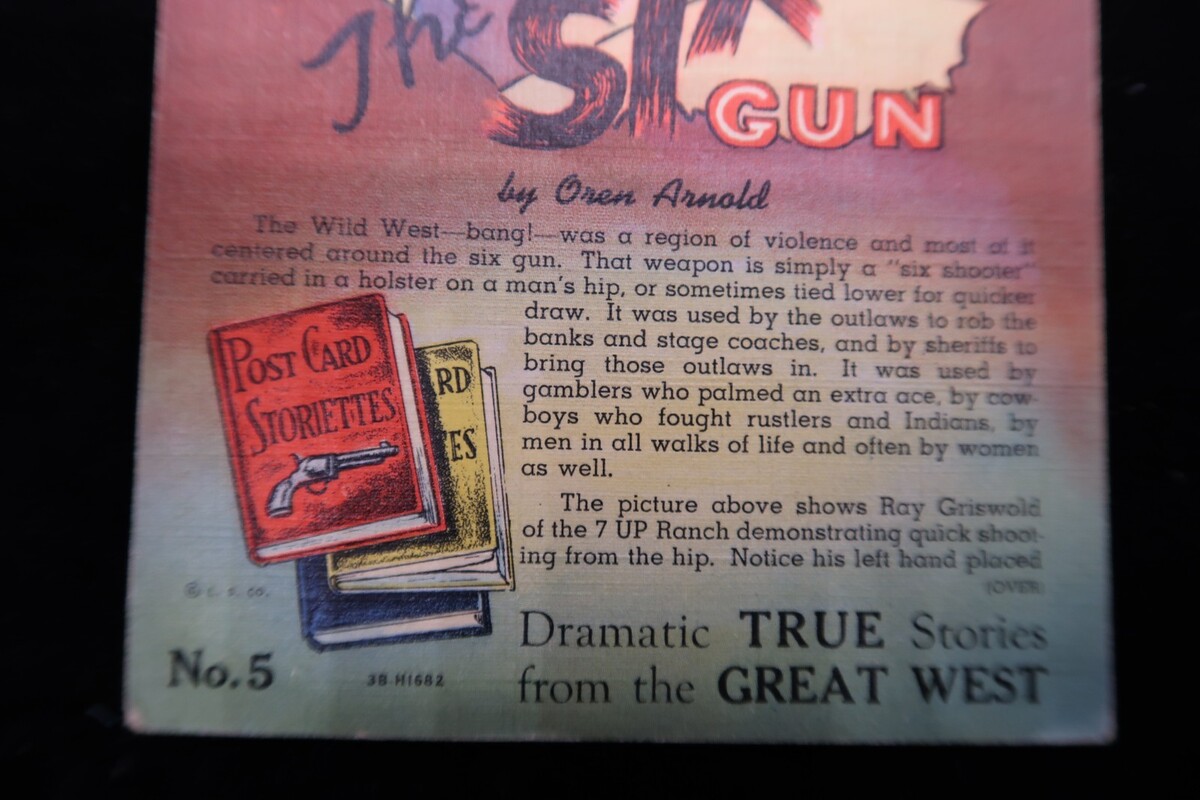 The SIX
GUN
by Oren Arnold
The Wild West—bang!—was a region of violence and most of it
centered around the six gun. That weapon is simply a "six shooter"
carried in a holster on a man's hip, or sometimes tied lower for quicker
draw. It was used by the outlaws to rob the
banks and stage coaches, and by sheriffs to
bring those outlaws in. It was used by
gamblers who palmed an extra ace, by cow-
boys who fought rustlers and Indians, by
men in all walks of life and often by women
as well.
The picture above shows Ray Griswold
of the 7 UP Ranch demonstrating quick shoot-
ing from the hip. Notice his left hand placed
(OVER)
POST CARD
STORIETTES
RD
ES
© C. S. CO.
No. 5
3B-H1682
Dramatic TRUE Stories
from the GREAT WEST